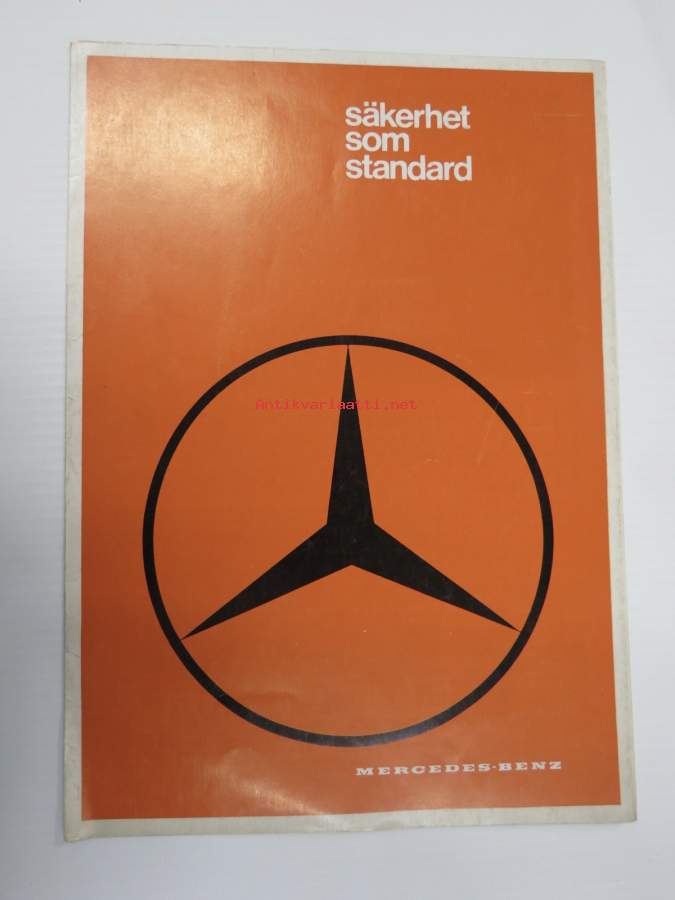 säkerhet
som
standard
Antikvariaatti.net
MERCEDES-BENZ